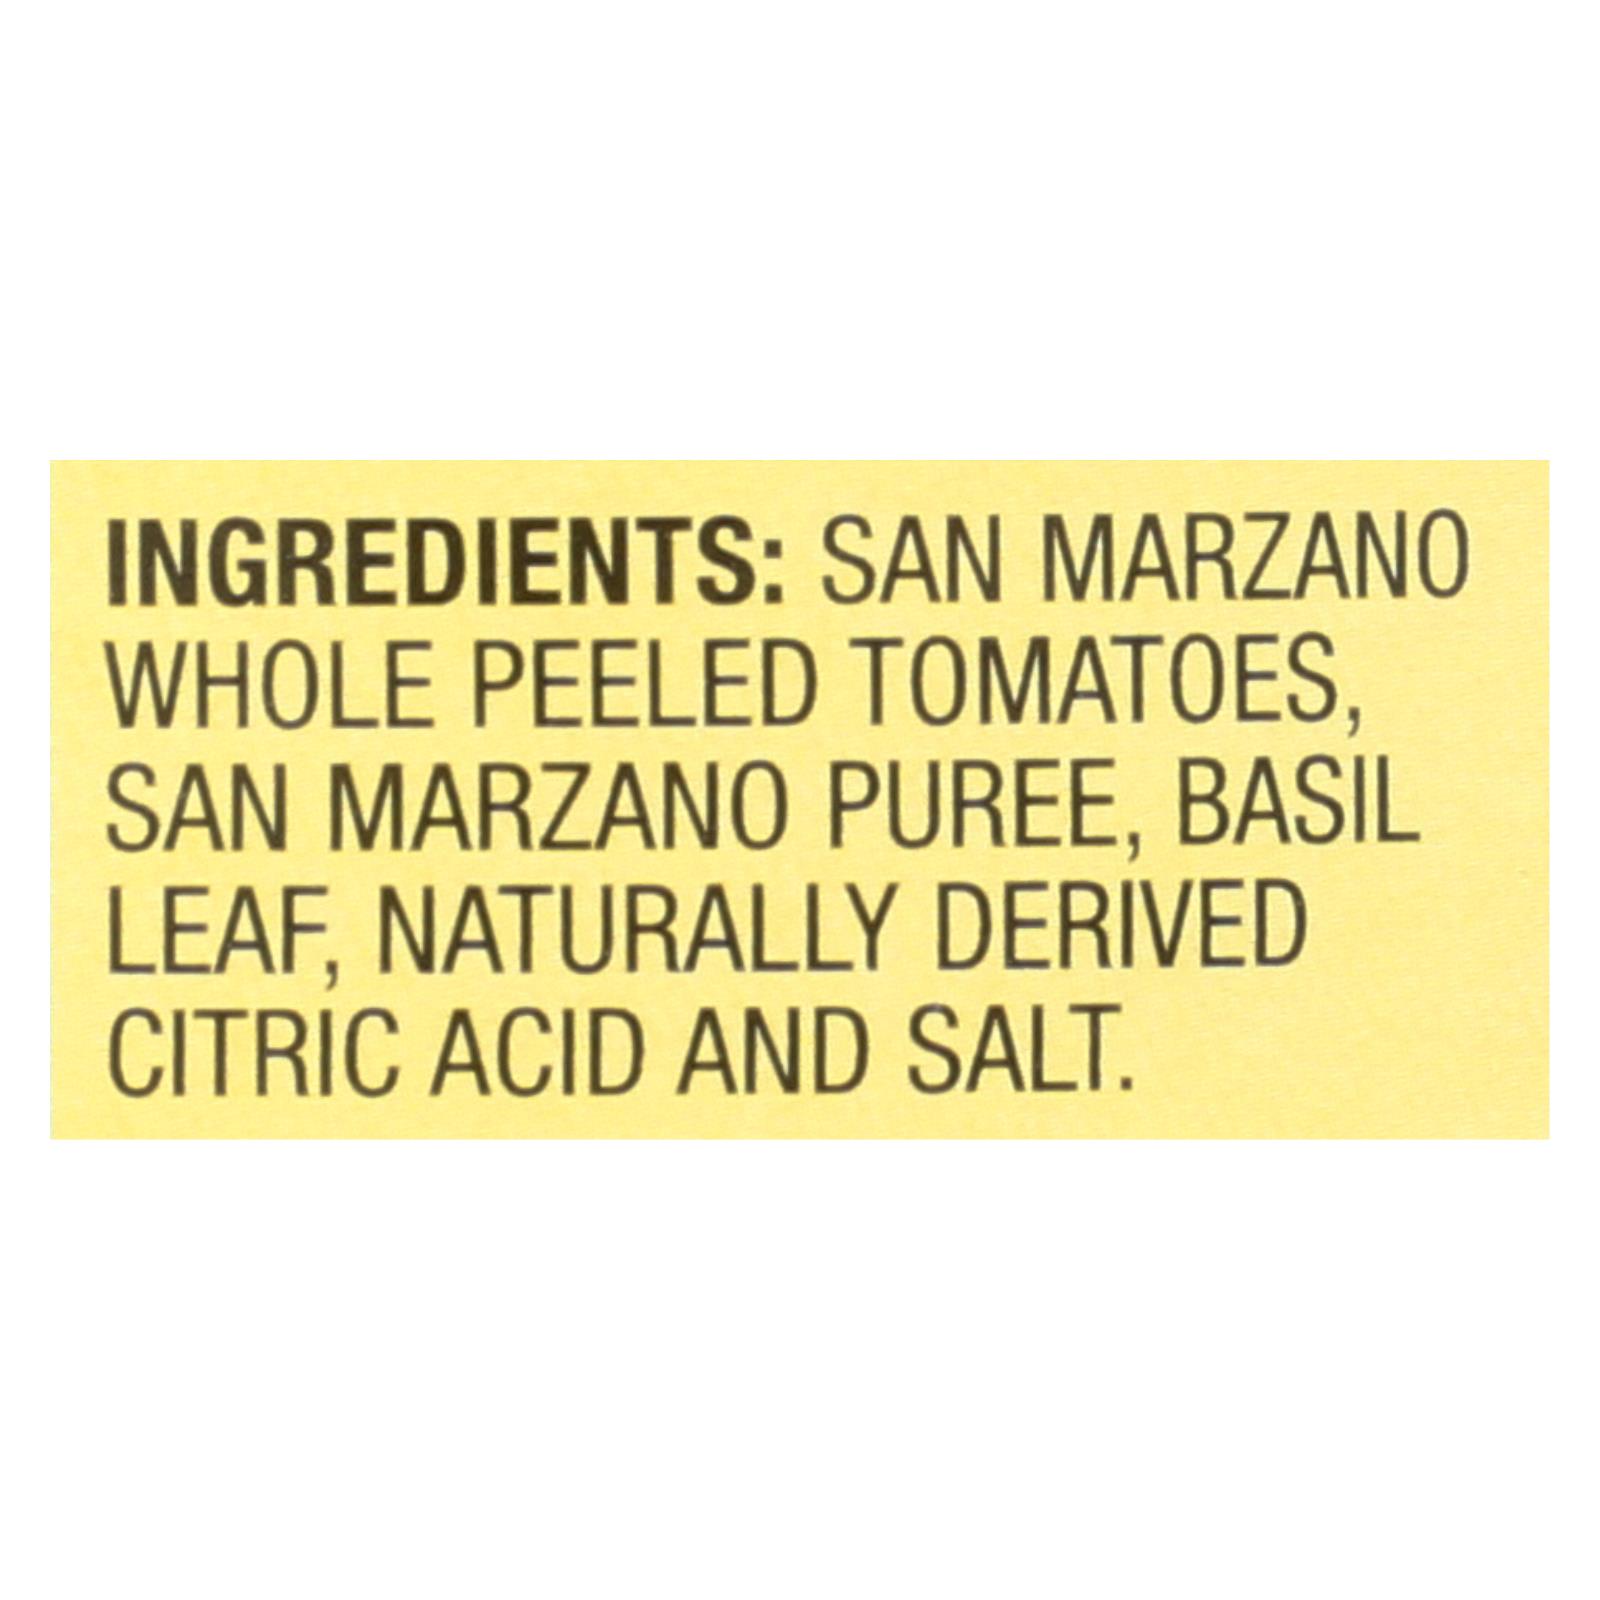 INGREDIENTS: SAN MARZANO
WHOLE PEELED TOMATOES,
SAN MARZANO PUREE, BASIL
LEAF, NATURALLY DERIVED
CITRIC ACID AND SALT.